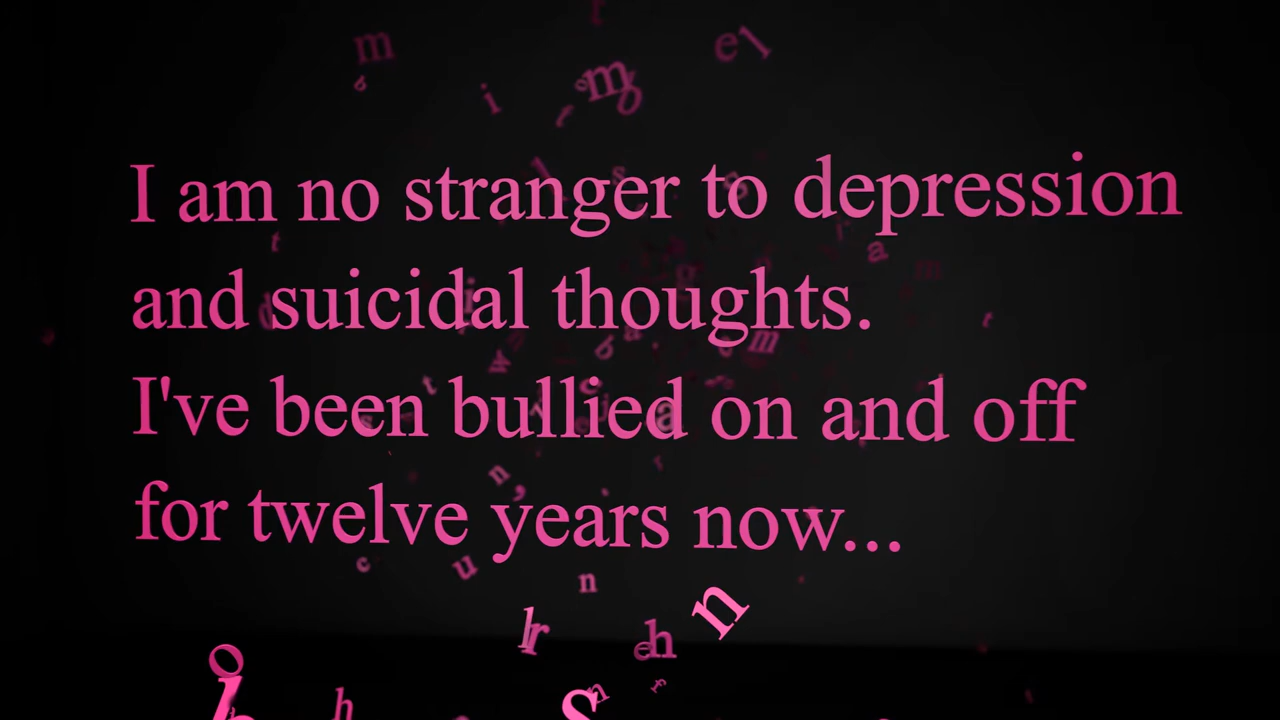 I am no stranger to depression
and suicidal thoughts.
I've been bullied on and off
for twelve years now...